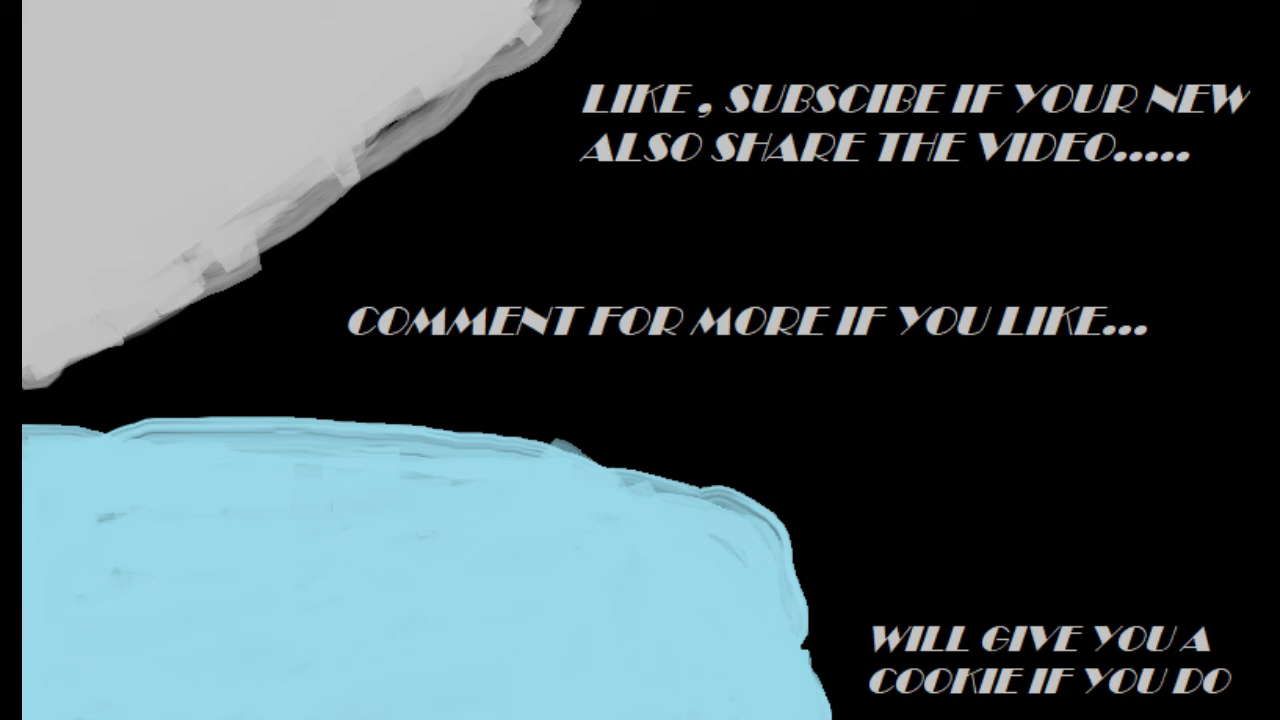 LIKE , SUBSCIBE IF YOUR NEW
ALSO SHARE THE VIDEO.....
COMMENT FOR MORE IF YOU LIKE...
WILL GIVE YOU A
COOKIE IF YOU DO